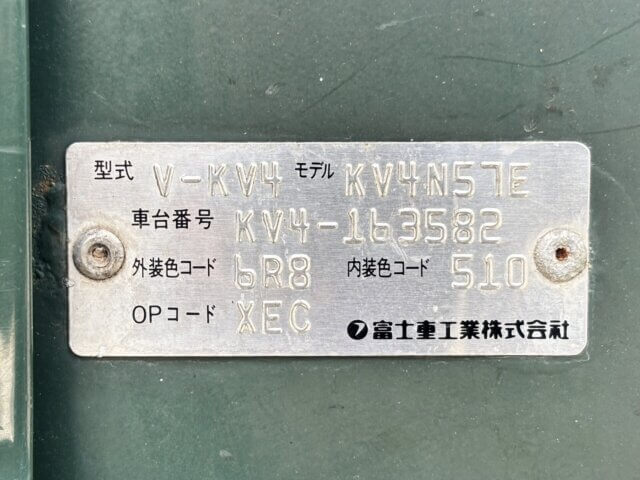 型式 V-KV4 モデル KV4N57E
車台番号 KV4-163582
外装色コード 6R8 内装色コード 510
OPコード XEC フ 富士重工業株式会社